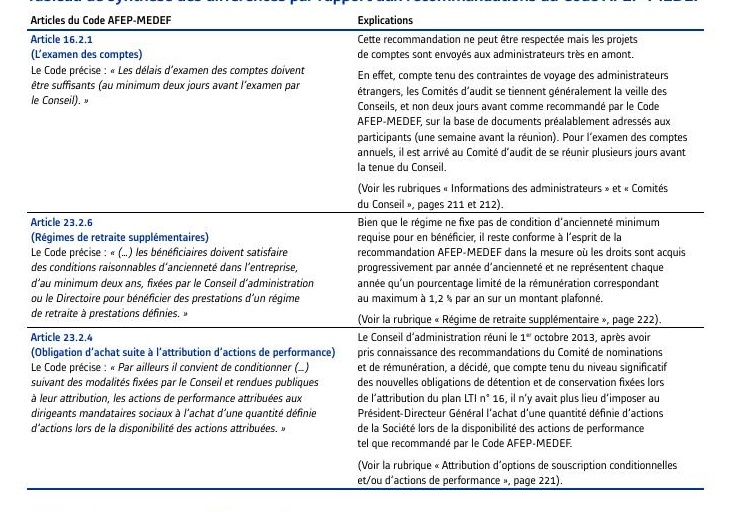 Tableau de synthèse des différences par rapport aux recommandations du Code AFEP-MEDEF
Articles du Code AFEP-MEDEF
Explications
Article 16.2.1
(L'examen des comptes)
Le Code précise : « Les délais d'examen des comptes doivent
être suffisants (au minimum deux jours avant l'examen par
le Conseil). »
Cette recommandation ne peut être respectée mais les projets
de comptes sont envoyés aux administrateurs très en amont.
En effet, compte tenu des contraintes de voyage des administrateurs
étrangers, les Comités d'audit se tiennent généralement la veille des
Conseils, et non deux jours avant comme recommandé par le Code
AFEP-MEDEF, sur la base de documents préalablement adressés aux
participants (une semaine avant la réunion). Pour l'examen des comptes
annuels, il est arrivé au Comité d'audit de se réunir plusieurs jours avant
la tenue du Conseil.
(Voir les rubriques « Informations des administrateurs » et « Comités
du Conseil », pages 211 et 212).
Article 23.2.6
(Régimes de retraite supplémentaires)
Le Code précise : « (…) les bénéficiaires doivent satisfaire
des conditions raisonnables d'ancienneté dans l'entreprise,
d'au minimum deux ans, fixées par le Conseil d'administration
ou le Directoire pour bénéficier des prestations d'un régime
de retraite à prestations définies. »
Bien que le régime ne fixe pas de condition d'ancienneté minimum
requise pour en bénéficier, il reste conforme à l'esprit de la
recommandation AFEP-MEDEF dans la mesure où les droits sont acquis
progressivement par année d'ancienneté et ne représentent chaque
année qu'un pourcentage limité de la rémunération correspondant
au maximum à 1,2 % par an sur un montant plafonné.
(Voir la rubrique « Régime de retraite supplémentaire », page 222).
Article 23.2.4
(Obligation d'achat suite à l'attribution d'actions de performance)
Le Code précise : « Par ailleurs il convient de conditionner (…)
suivant des modalités fixées par le Conseil et rendues publiques
à leur attribution, les actions de performance attribuées aux
dirigeants mandataires sociaux à l'achat d'une quantité définie
d'actions lors de la disponibilité des actions attribuées. »
Le Conseil d'administration réuni le 1er octobre 2013, après avoir
pris connaissance des recommandations du Comité de nominations
et de rémunération, a décidé, que compte tenu du niveau significatif
des nouvelles obligations de détention et de conservation fixées lors
de l'attribution du plan LTI n° 16, il n'y avait plus lieu d'imposer au
Président-Directeur Général l'achat d'une quantité définie d'actions
de la Société lors de la disponibilité des actions de performance
tel que recommandé par le Code AFEP-MEDEF.
(Voir la rubrique « Attribution d'options de souscription conditionnelles
et/ou d'actions de performance », page 221).